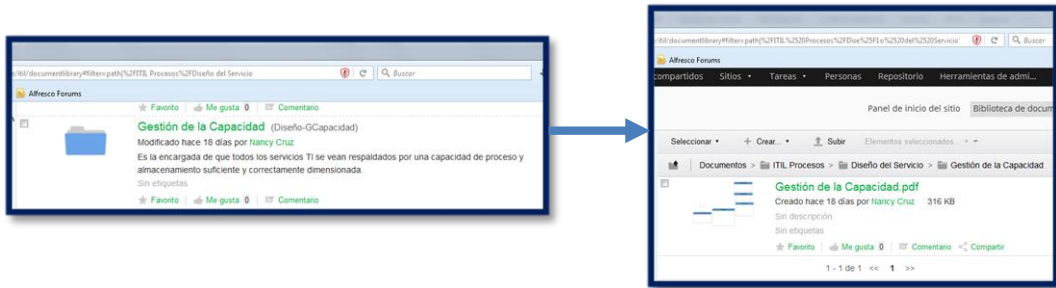 e/itil/documentlibrary#filter=path|%2FITIL Procesos%2FDiseño del Servicio
Buscar
Alfresco Forums
Favorito Me gusta 0 Comentario
Gestión de la Capacidad (Diseño-GCapacidad)
Modificado hace 18 días por Nancy Cruz
Es la encargada de que todos los servicios TI se vean respaldados por una capacidad de proceso y
almacenamiento suficiente y correctamente dimensionada.
Sin etiquetas
Favorito Me gusta 0 Comentario
Buscar
Alfresco Forums
compartidos Sitios Tareas Personas Repositorio Herramientas de admi...
Panel de inicio del sitio Biblioteca de docum
Seleccionar + Crear... Subir Elementos seleccionados...
Documentos > ITIL Procesos > Diseño del Servicio > Gestión de la Capacidad
Gestión de la Capacidad.pdf
Creado hace 18 días por Nancy Cruz 316 KB
Sin descripción
Sin etiquetas
Favorito Me gusta 0 Comentario Compartir
1 - 1 de 1 << 1 >>